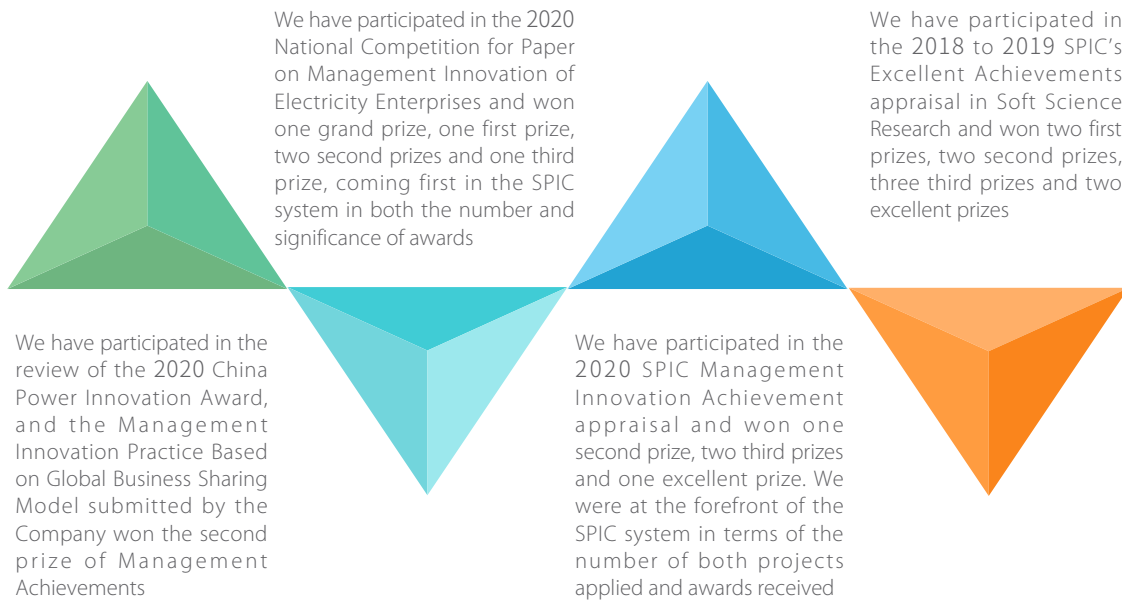 We have participated in the 2020
National Competition for Paper
on Management Innovation of
Electricity Enterprises and won
one grand prize, one first prize,
two second prizes and one third
prize, coming first in the SPIC
system in both the number and
significance of awards
We have participated in
the 2018 to 2019 SPIC’s
Excellent Achievements
appraisal in Soft Science
Research and won two first
prizes, two second prizes,
three third prizes and two
excellent prizes
We have participated in the
review of the 2020 China
Power Innovation Award,
and the Management
Innovation Practice Based
on Global Business Sharing
Model submitted by the
Company won the second
prize of Management
Achievements
We have participated in the
2020 SPIC Management
Innovation Achievement
appraisal and won one
second prize, two third prizes
and one excellent prize. We
were at the forefront of the
SPIC system in terms of the
number of both projects
applied and awards received